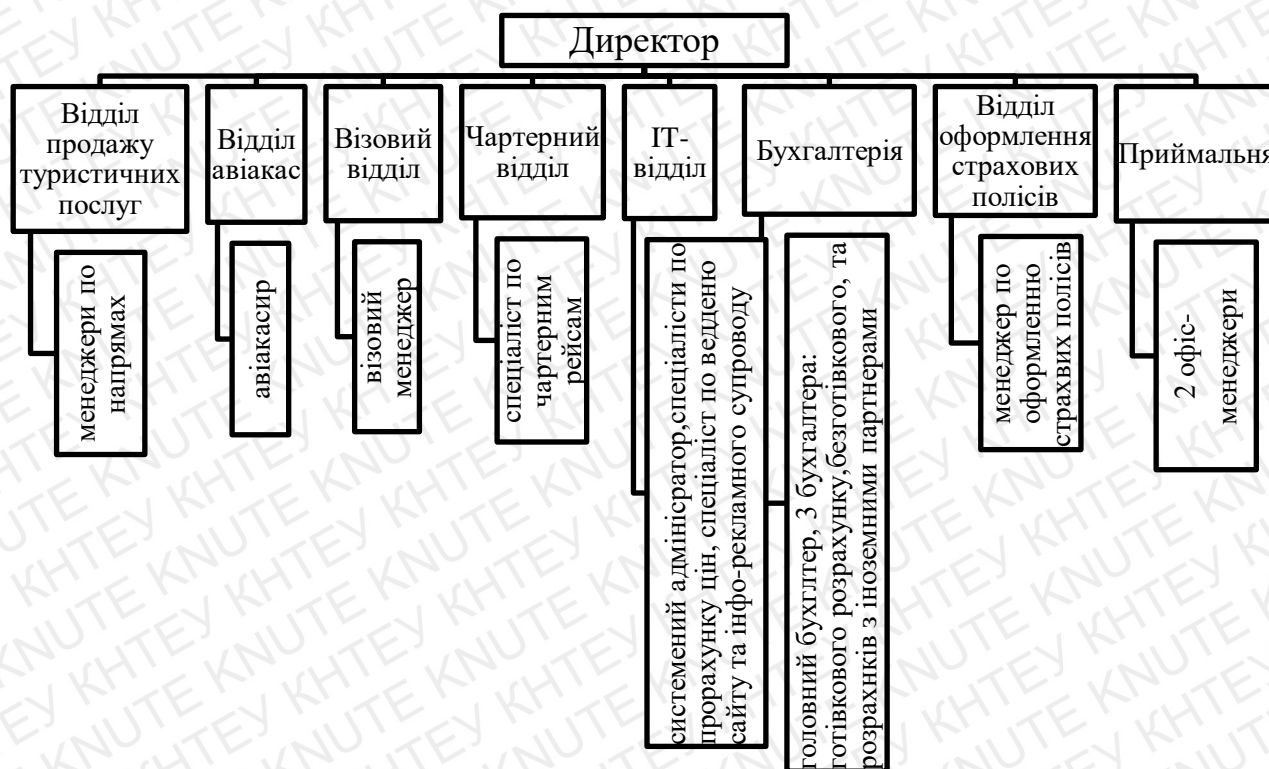 Директор
Відділ
продажу
туристичних
послуг
Відділ
авіакас
Візовий
відділ
Чартерний
відділ
ІТ-
відділ
Бухгалтерія
Відділ
оформлення
страхових
полісів
Приймальня
менеджери по
напрямах
авіакасир
візовий
менеджер
спеціаліст по
чартерним
рейсам
системений адміністратор,спеціалісти по
прорахунку цін, спеціаліст по ведденю
сайту та інфо-рекламного супроводу
головний бухглтер, 3 бухгалтера:
готівкового розрахунку,безготівкового, та
розрахнків з іноземними партнерами
менеджер по
оформленню
страхвих полісів
2 офіс-
менеджери